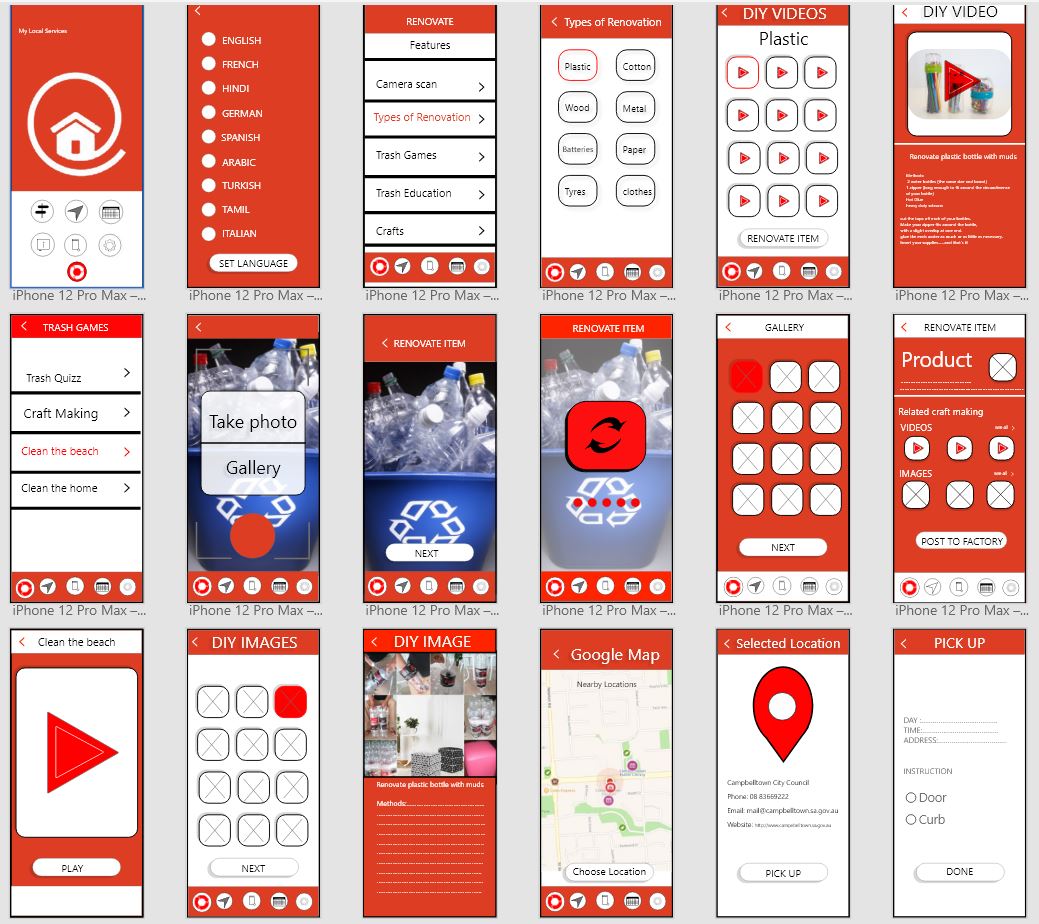 My Local Services
iPhone 12 Pro Max –...
ENGLISH
FRENCH
HINDI
GERMAN
SPANISH
ARABIC
TURKISH
TAMIL
ITALIAN
SET LANGUAGE
iPhone 12 Pro Max –...
RENOVATE
Features
Camera scan
Types of Renovation
Trash Games
Trash Education
Crafts
iPhone 12 Pro Max –...
Types of Renovation
Plastic
Cotton
Wood
Metal
Batteries
Paper
Tyres
clothes
iPhone 12 Pro Max –...
DIY VIDEOS
Plastic
RENOVATE ITEM
iPhone 12 Pro Max –...
DIY VIDEO
Renovate plastic bottle with muds
iPhone 12 Pro Max –...
TRASH GAMES
Trash Quizz
Craft Making
Clean the beach
Clean the home
iPhone 12 Pro Max –...
Take photo
Gallery
iPhone 12 Pro Max –...
RENOVATE ITEM
NEXT
iPhone 12 Pro Max –...
RENOVATE ITEM
iPhone 12 Pro Max –...
GALLERY
NEXT
iPhone 12 Pro Max –...
RENOVATE ITEM
Product
Related craft making
VIDEOS
see all
IMAGES
see all
POST TO FACTORY
iPhone 12 Pro Max –...
Clean the beach
PLAY
DIY IMAGES
NEXT
DIY IMAGE
Renovate plastic bottle with muds
Methods:
Google Map
Nearby Locations
Choose Location
Selected Location
Campbelltown City Council
Phone: 08 83669222
Email: mail@campbelltown.sa.gov.au
Website: http://www.campbelltown.sa.gov.au
PICK UP
PICK UP
DAY :
TIME:
ADDRESS:
INSTRUCTION
Door
Curb
DONE